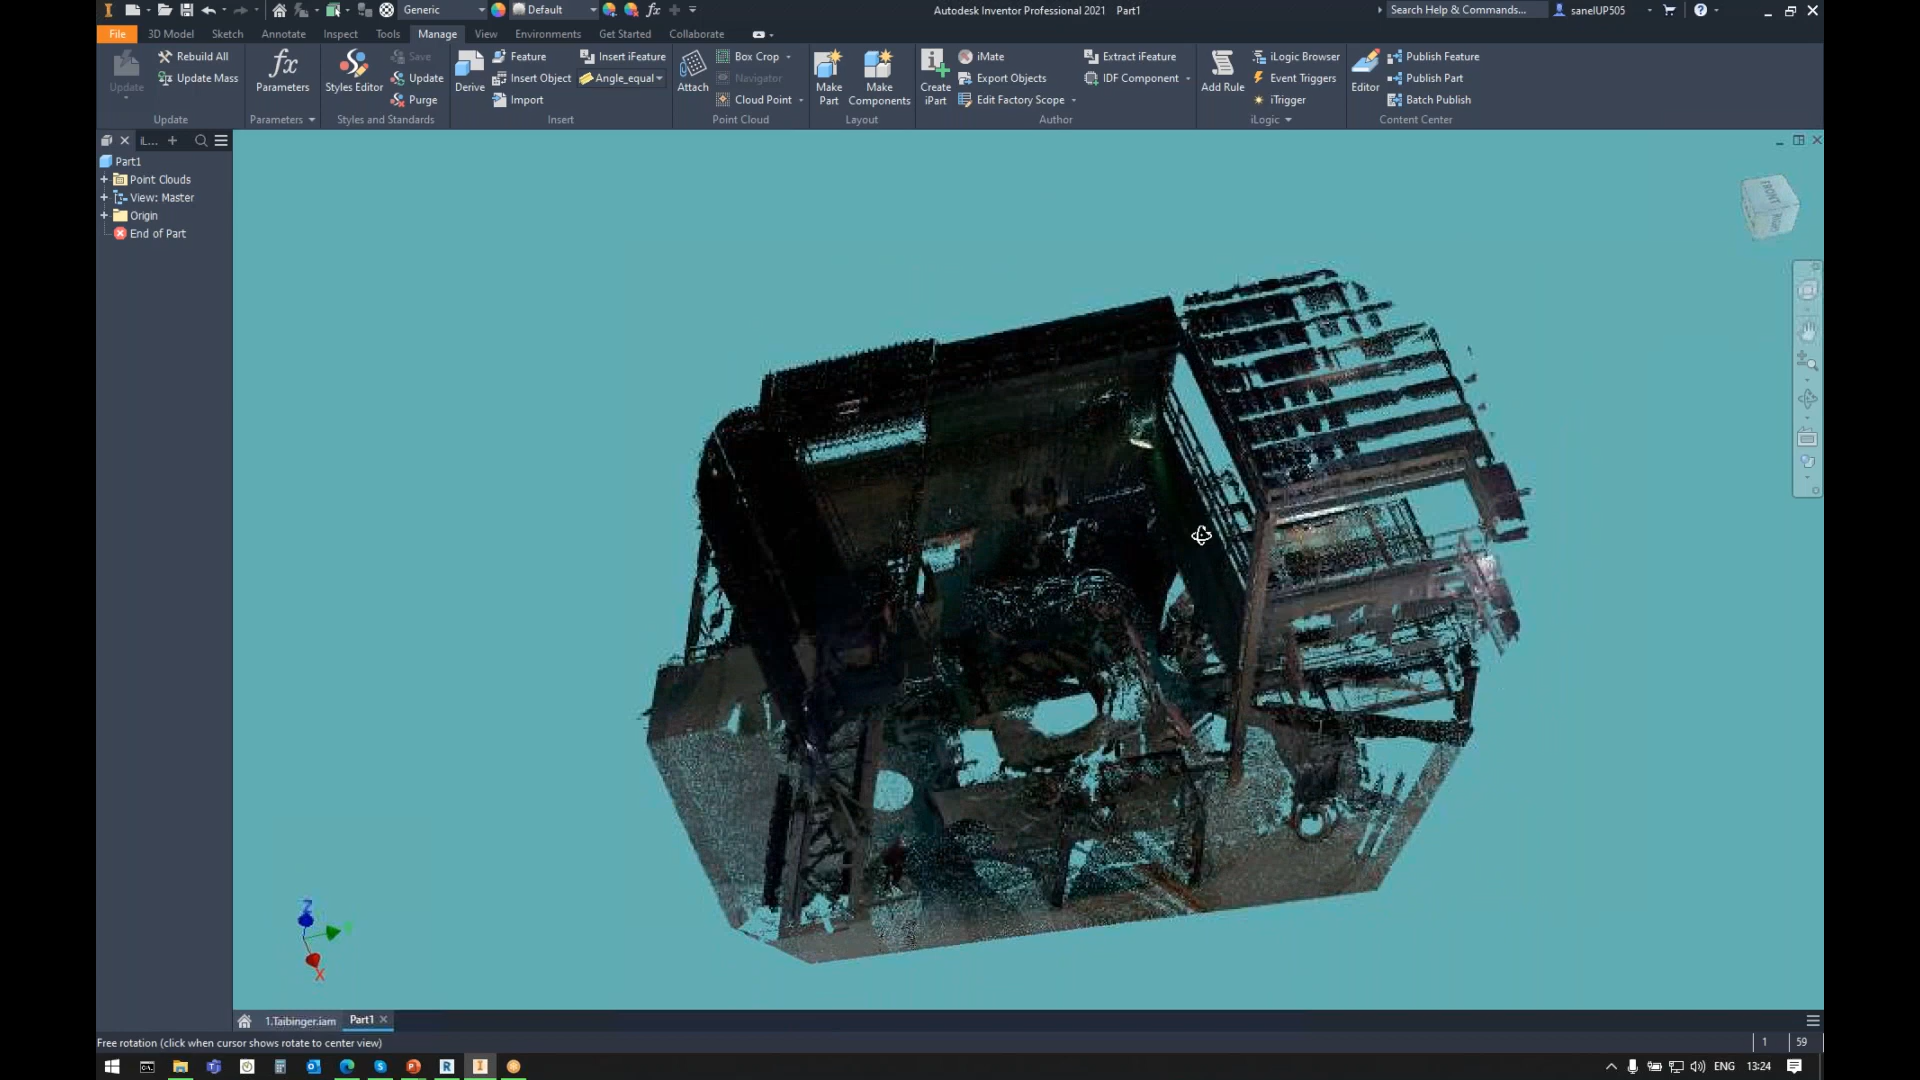 Generic
Default
Autodesk Inventor Professional 2021 Part1
Search Help & Commands...
sanelUP505
File 3D Model Sketch Annotate Inspect Tools Manage View Environments Get Started Collaborate
Update
Rebuild All
Update Mass
Update
fx
Parameters
Parameters
Styles Editor
Save
Update
Purge
Styles and Standards
Derive
Feature
Insert Object
Import
Insert iFeature
Angle_equal
Insert
Attach
Box Crop
Navigator
Cloud Point
Point Cloud
Make
Part
Make
Components
Layout
Create
iPart
iMate
Export Objects
Edit Factory Scope
Extract iFeature
IDF Component
Author
Add Rule
iLogic Browser
Event Triggers
iTrigger
iLogic
Editor
Publish Feature
Publish Part
Batch Publish
Content Center
iL...
Part1
Point Clouds
View: Master
Origin
End of Part
FRONT
Z
X
1.Taibinger.iam Part1
Free rotation (click when cursor shows rotate to center view)
1 59
ENG 13:24